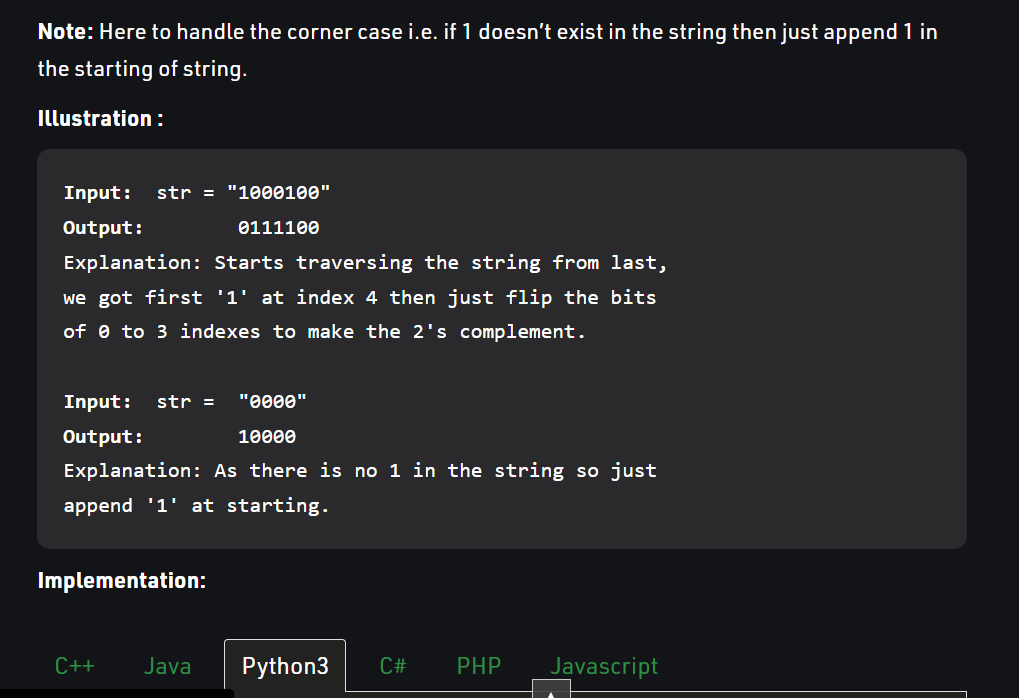 Note: Here to handle the corner case i.e. if 1 doesn’t exist in the string then just append 1 in
the starting of string.
Illustration :
Input:  str = "1000100"
Output:        0111100
Explanation: Starts traversing the string from last,
we got first '1' at index 4 then just flip the bits
of 0 to 3 indexes to make the 2's complement.
Input:  str =  "0000"
Output:        10000
Explanation: As there is no 1 in the string so just
append '1' at starting.
Implementation:
C++ Java Python3 C# PHP Javascript